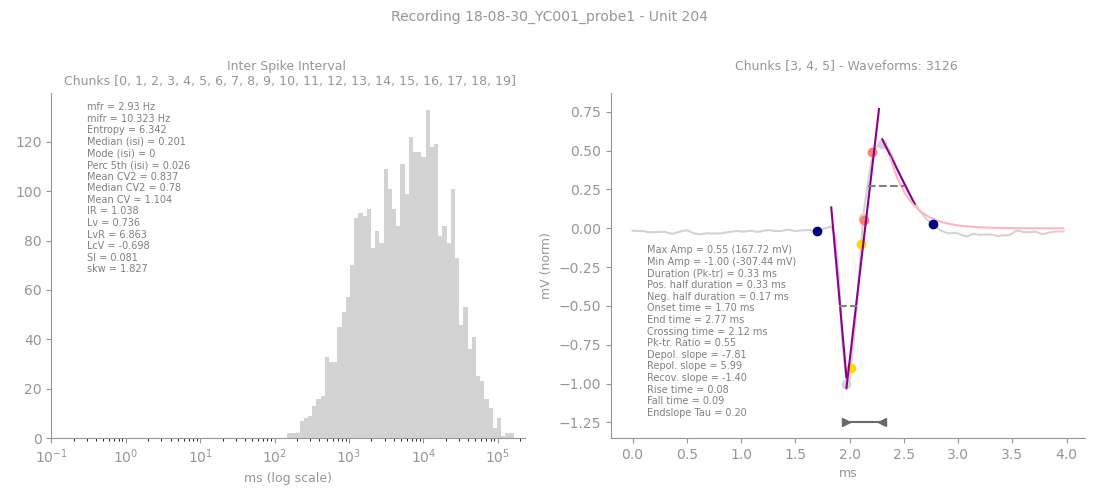 Recording 18-08-30_YC001_probe1 - Unit 204
Inter Spike Interval
Chunks [0, 1, 2, 3, 4, 5, 6, 7, 8, 9, 10, 11, 12, 13, 14, 15, 16, 17, 18, 19]
mfr = 2.93 Hz
mifr = 10.323 Hz
Entropy = 6.342
Median (isi) = 0.201
Mode (isi) = 0
Perc 5th (isi) = 0.026
Mean CV2 = 0.837
Median CV2 = 0.78
Mean CV = 1.104
IR = 1.038
Lv = 0.736
LvR = 6.863
LcV = -0.698
SI = 0.081
skw = 1.827
120
100
80
60
40
20
0
10⁻¹ 10⁰ 10¹ 10² 10³ 10⁴ 10⁵
ms (log scale)
Chunks [3, 4, 5] - Waveforms: 3126
mV (norm)
0.75
0.50
0.25
0.00
−0.25
−0.50
−0.75
−1.00
−1.25
Max Amp = 0.55 (167.72 mV)
Min Amp = -1.00 (-307.44 mV)
Duration (Pk-tr) = 0.33 ms
Pos. half duration = 0.33 ms
Neg. half duration = 0.17 ms
Onset time = 1.70 ms
End time = 2.77 ms
Crossing time = 2.12 ms
Pk-tr. Ratio = 0.55
Depol. slope = -7.81
Repol. slope = 5.99
Recov. slope = -1.40
Rise time = 0.08
Fall time = 0.09
Endslope Tau = 0.20
0.0 0.5 1.0 1.5 2.0 2.5 3.0 3.5 4.0
ms